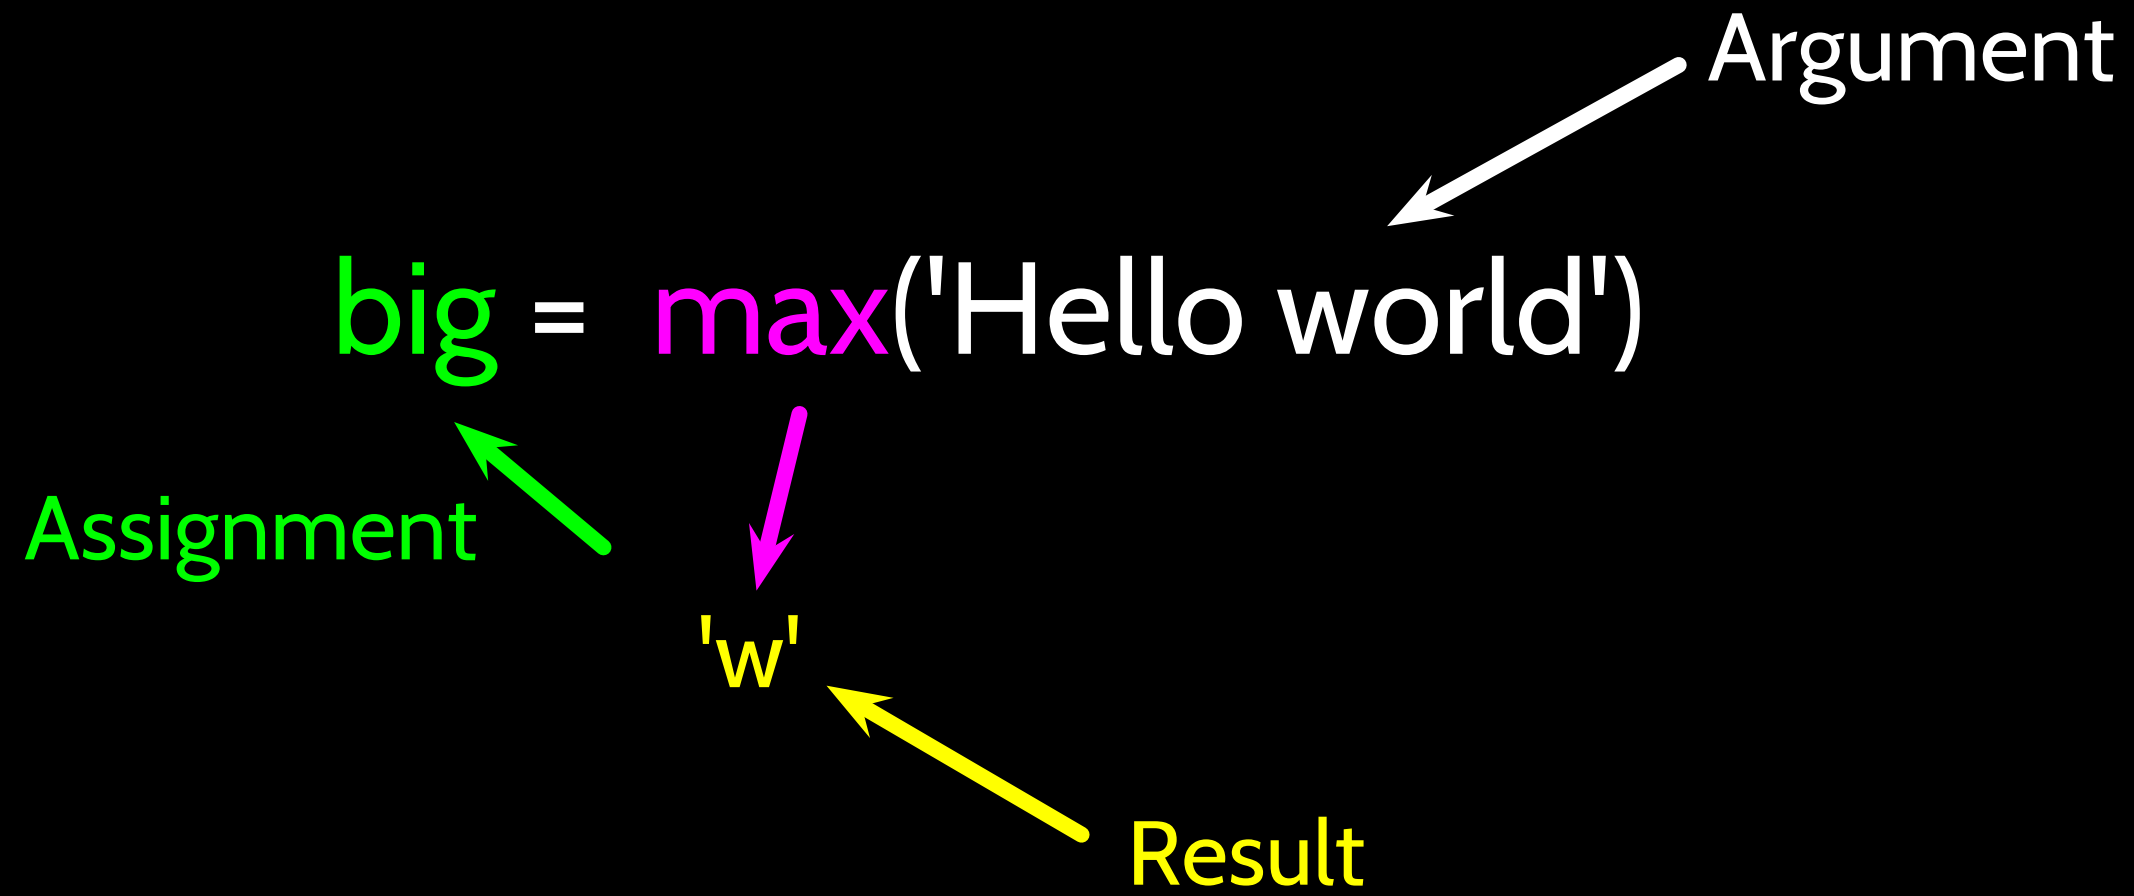 Argument
big = max('Hello world')
Assignment
'w'
Result